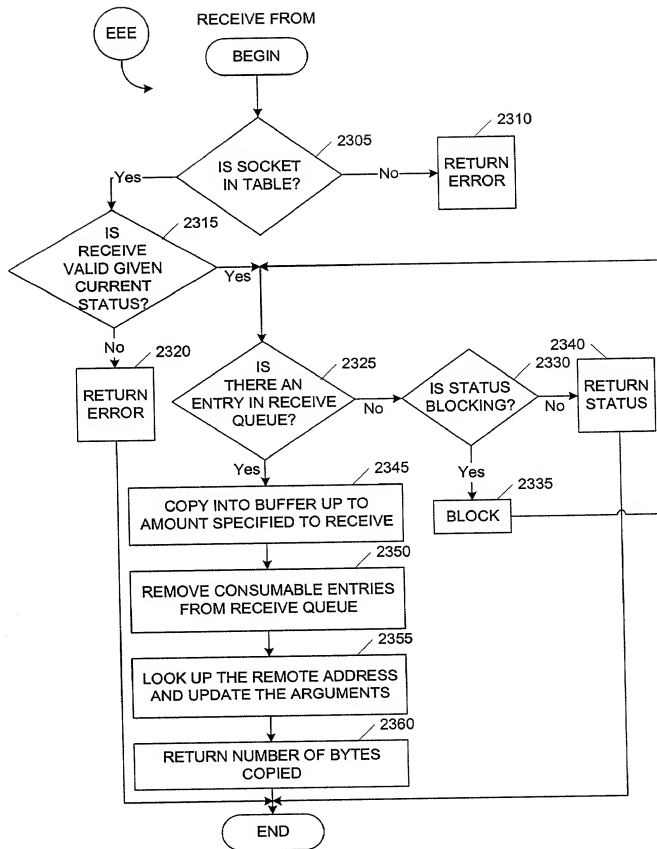 EEE
RECEIVE FROM
BEGIN
2305
IS SOCKET
IN TABLE?
Yes
No
2310
RETURN
ERROR
2315
IS
RECEIVE
VALID GIVEN
CURRENT
STATUS?
Yes
No
2320
RETURN
ERROR
2325
IS
THERE AN
ENTRY IN RECEIVE
QUEUE?
No
Yes
2330
IS STATUS
BLOCKING?
No
Yes
2340
RETURN
STATUS
2335
BLOCK
2345
COPY INTO BUFFER UP TO
AMOUNT SPECIFIED TO RECEIVE
2350
REMOVE CONSUMABLE ENTRIES
FROM RECEIVE QUEUE
2355
LOOK UP THE REMOTE ADDRESS
AND UPDATE THE ARGUMENTS
2360
RETURN NUMBER OF BYTES
COPIED
END